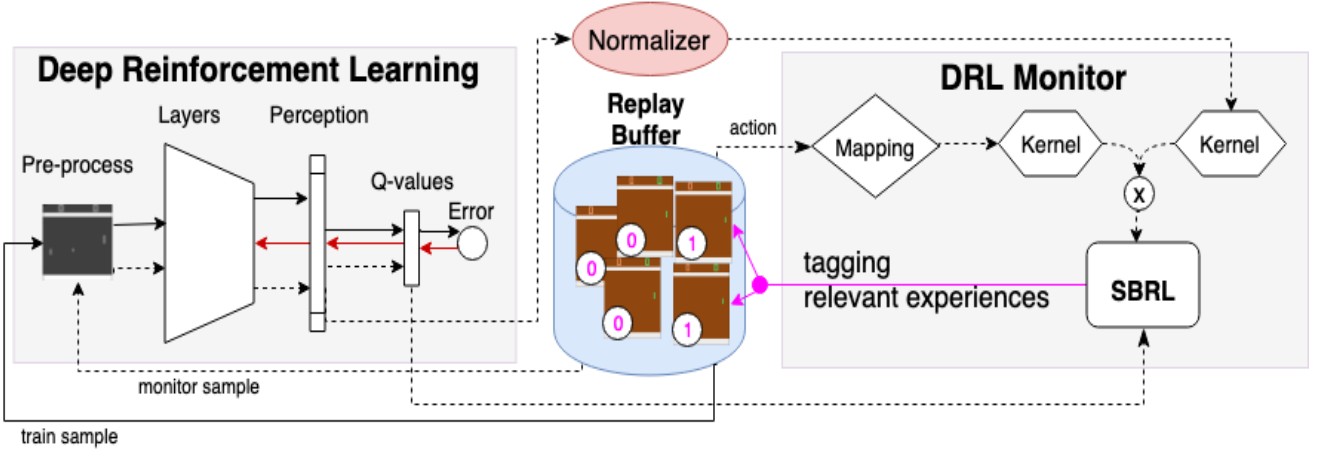 Normalizer
Deep Reinforcement Learning
DRL Monitor
Layers
Perception
Replay
Buffer
action
Pre-process
Mapping
Kernel
Kernel
Q-values
X
Error
0
1
0
tagging
relevant experiences
SBRL
0
1
monitor sample
train sample